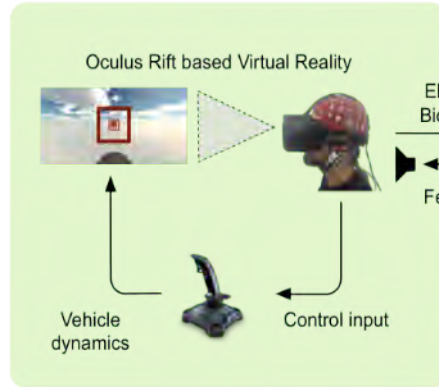 Oculus Rift based Virtual Reality
Vehicle
dynamics
Control input